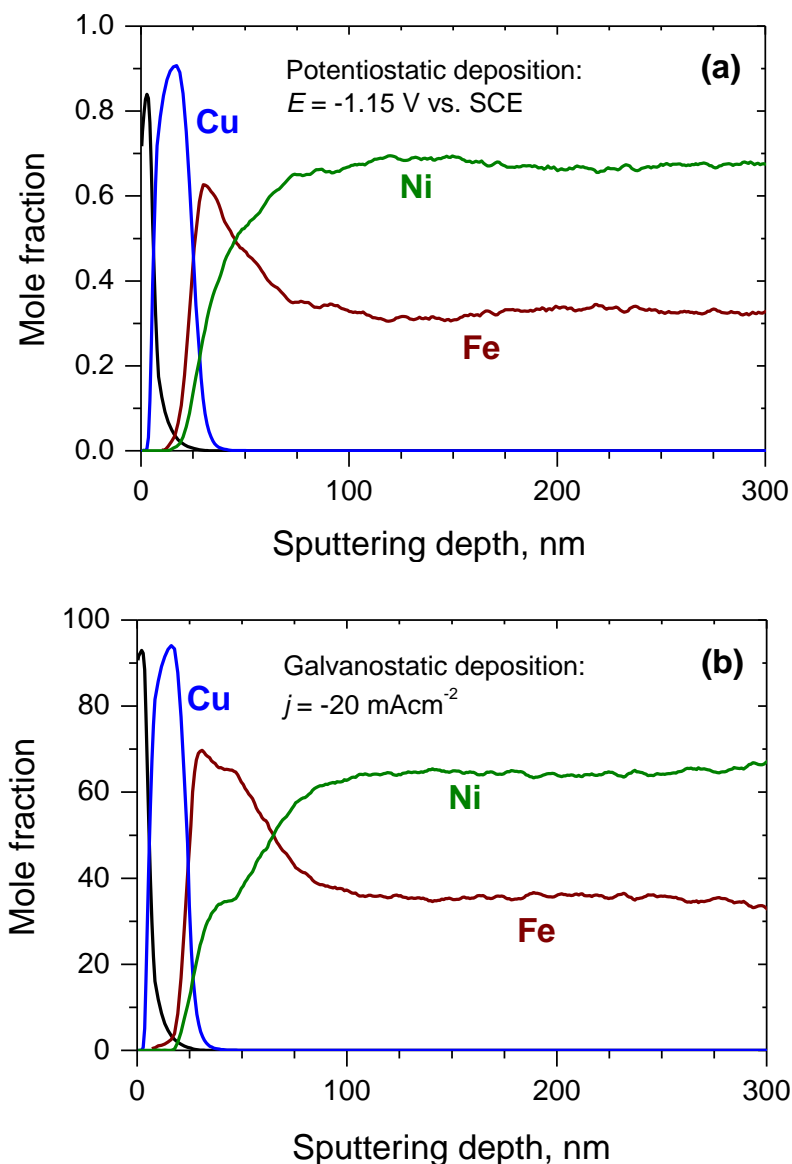 (a)
Potentiostatic deposition:
E = -1.15 V vs. SCE
Cu
Ni
Fe
Mole fraction
1.0
0.8
0.6
0.4
0.2
0.0
0
100
200
300
Sputtering depth, nm
(b)
Galvanostatic deposition:
j = -20 mAcm-2
Cu
Ni
Fe
Mole fraction
100
80
60
40
20
0
0
100
200
300
Sputtering depth, nm